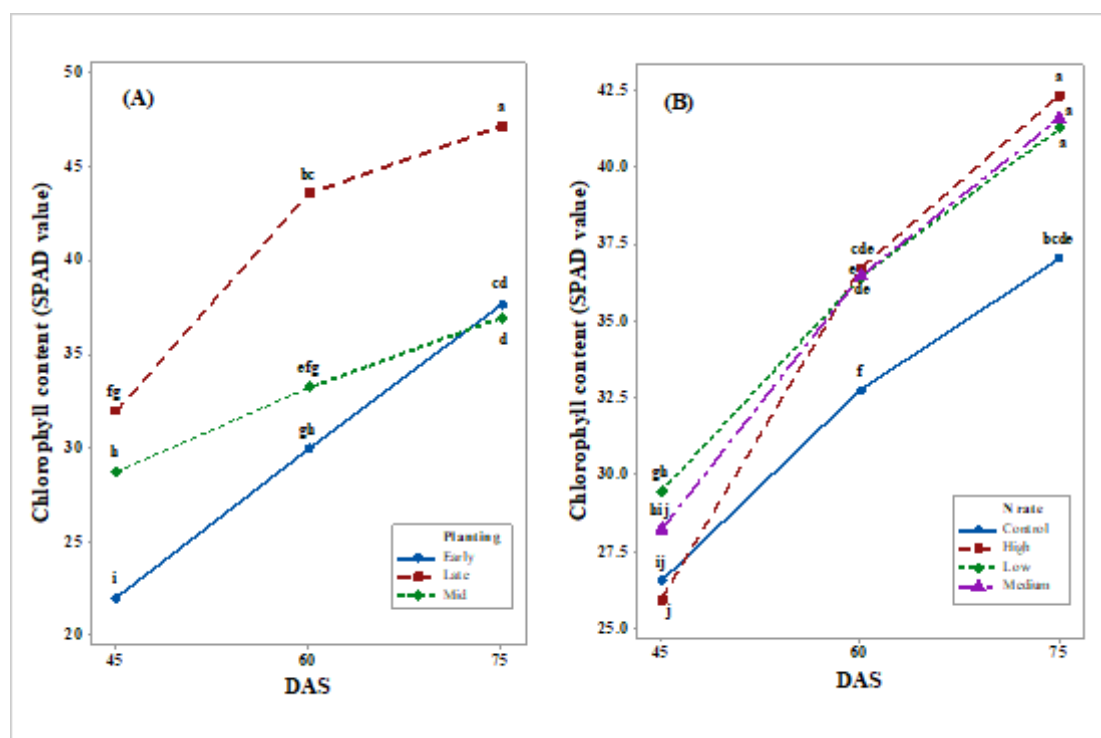 (A)
Chlorophyll content (SPAD value)
50
45
40
35
30
25
20
a
bc
cd
d
fg
efg
gh
h
i
Planting
Early
Late
Mid
45
60
75
DAS
(B)
Chlorophyll content (SPAD value)
42.5
40.0
37.5
35.0
32.5
30.0
27.5
25.0
a
a
a
bcde
cde
de
f
gh
hij
ij
j
N rate
Control
High
Low
Medium
45
60
75
DAS